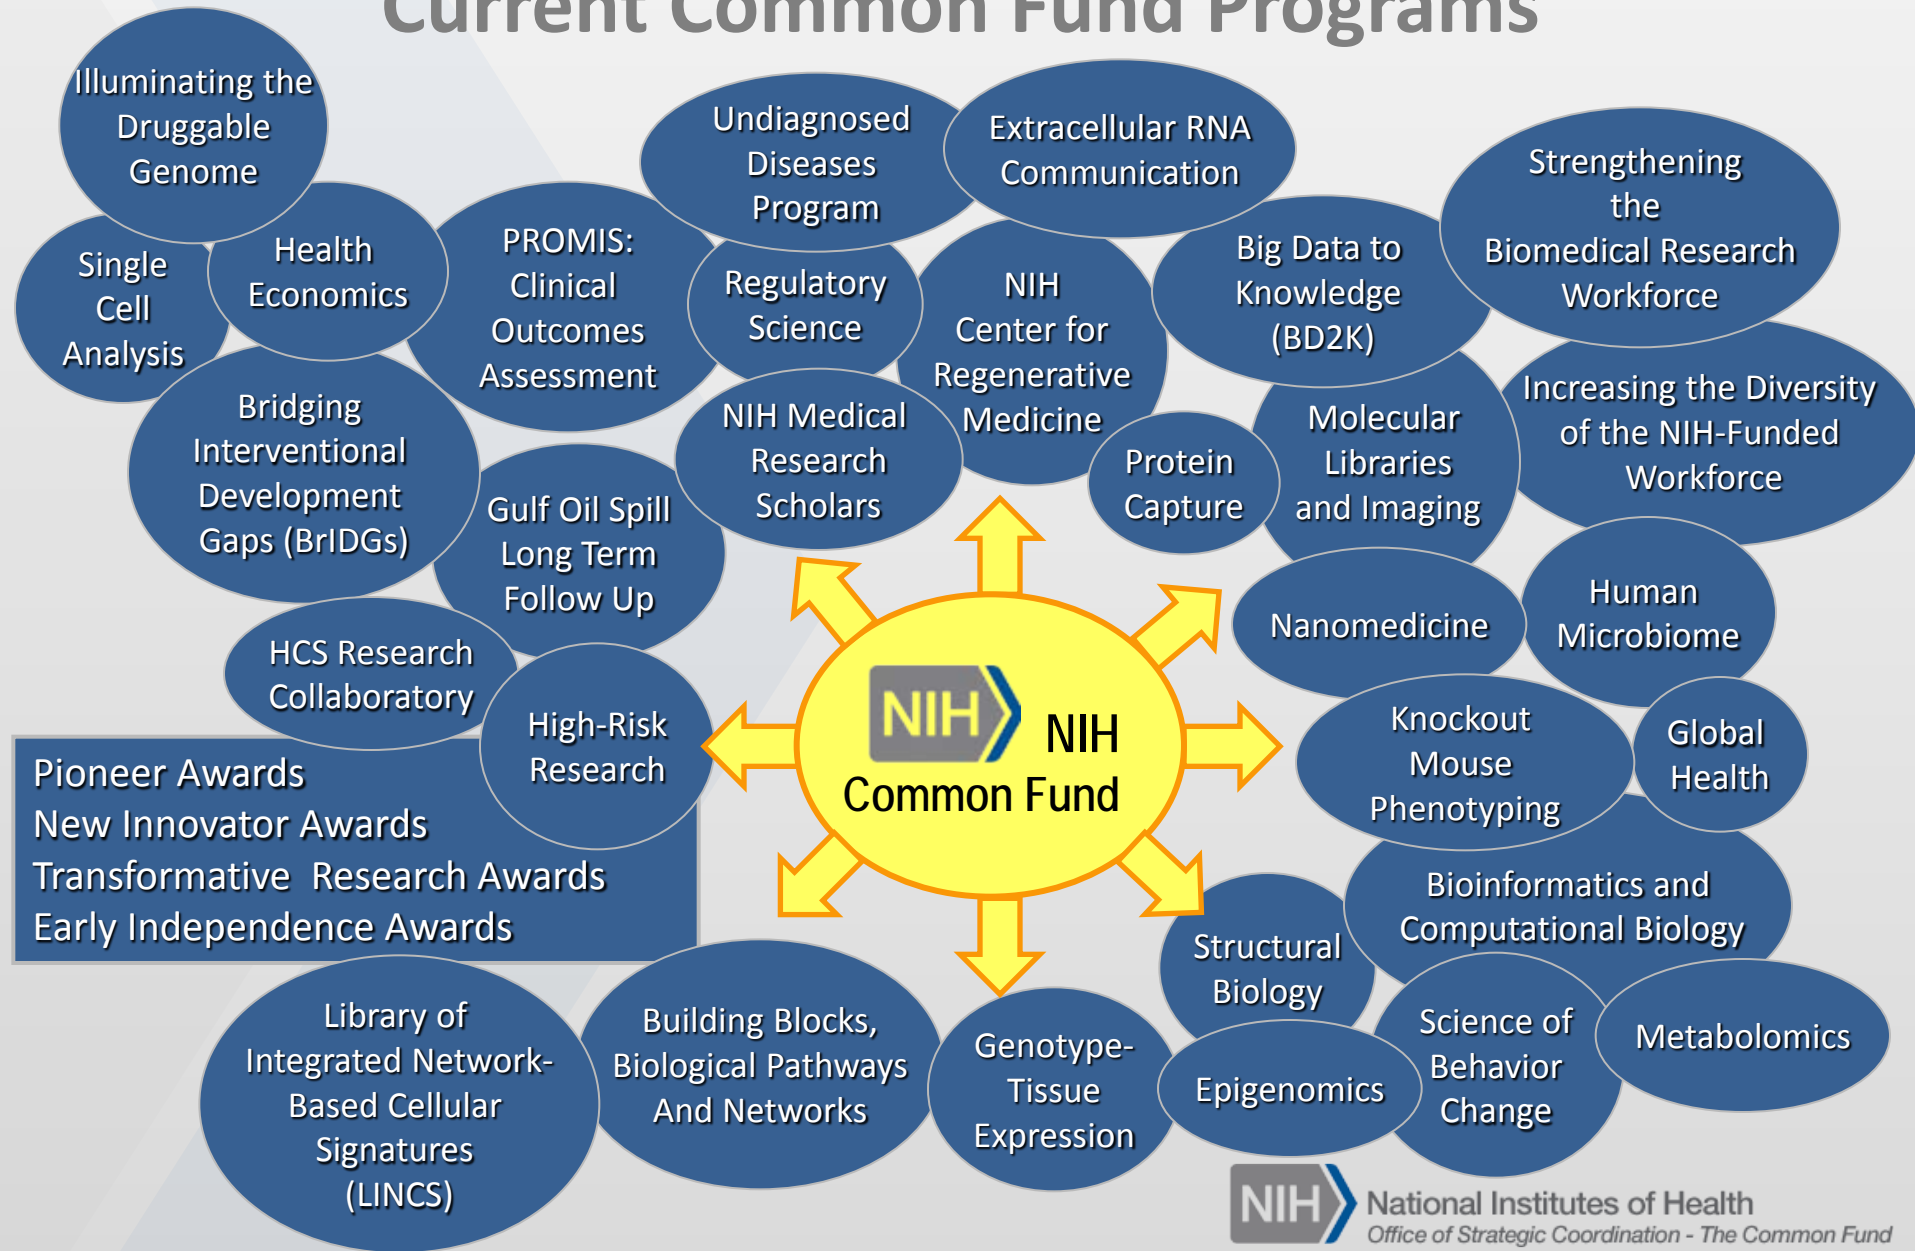 Current Common Fund Programs
Illuminating the
Druggable
Genome
Undiagnosed
Diseases
Program
Extracellular RNA
Communication
Strengthening
the
Biomedical Research
Workforce
Single
Cell
Analysis
Health
Economics
PROMIS:
Clinical
Outcomes
Assessment
Regulatory
Science
NIH
Center for
Regenerative
Medicine
Big Data to
Knowledge
(BD2K)
Increasing the Diversity
of the NIH-Funded
Workforce
Bridging
Interventional
Development
Gaps (BrIDGs)
Gulf Oil Spill
Long Term
Follow Up
NIH Medical
Research
Scholars
Protein
Capture
Molecular
Libraries
and Imaging
Nanomedicine
Human
Microbiome
HCS Research
Collaboratory
High-Risk
Research
NIH
NIH
Common Fund
Knockout
Mouse
Phenotyping
Global
Health
Pioneer Awards
New Innovator Awards
Transformative  Research Awards
Early Independence Awards
Bioinformatics and
Computational Biology
Structural
Biology
Library of
Integrated Network-
Based Cellular
Signatures
(LINCS)
Building Blocks,
Biological Pathways
And Networks
Genotype-
Tissue
Expression
Epigenomics
Science of
Behavior
Change
Metabolomics
NIH
National Institutes of Health
Office of Strategic Coordination - The Common Fund